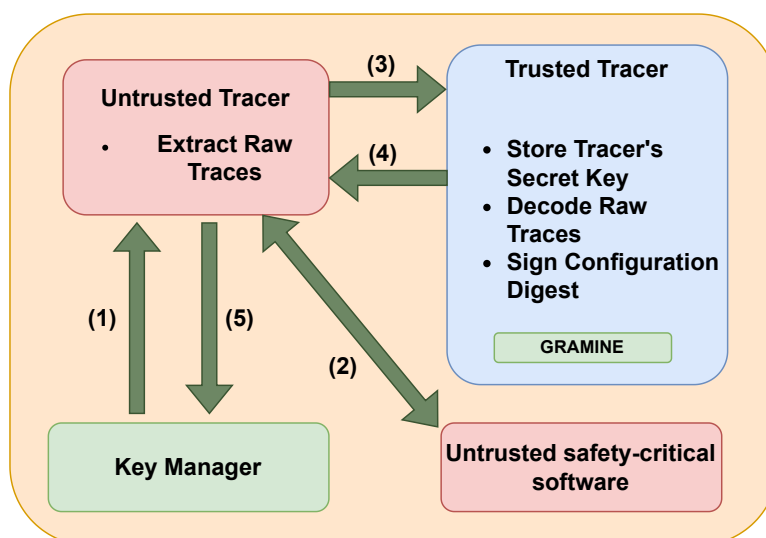 Untrusted Tracer
• Extract Raw
Traces
(3)
(4)
Trusted Tracer
• Store Tracer's
Secret Key
• Decode Raw
Traces
• Sign Configuration
Digest
GRAMINE
(1)
(5)
(2)
Key Manager
Untrusted safety-critical
software